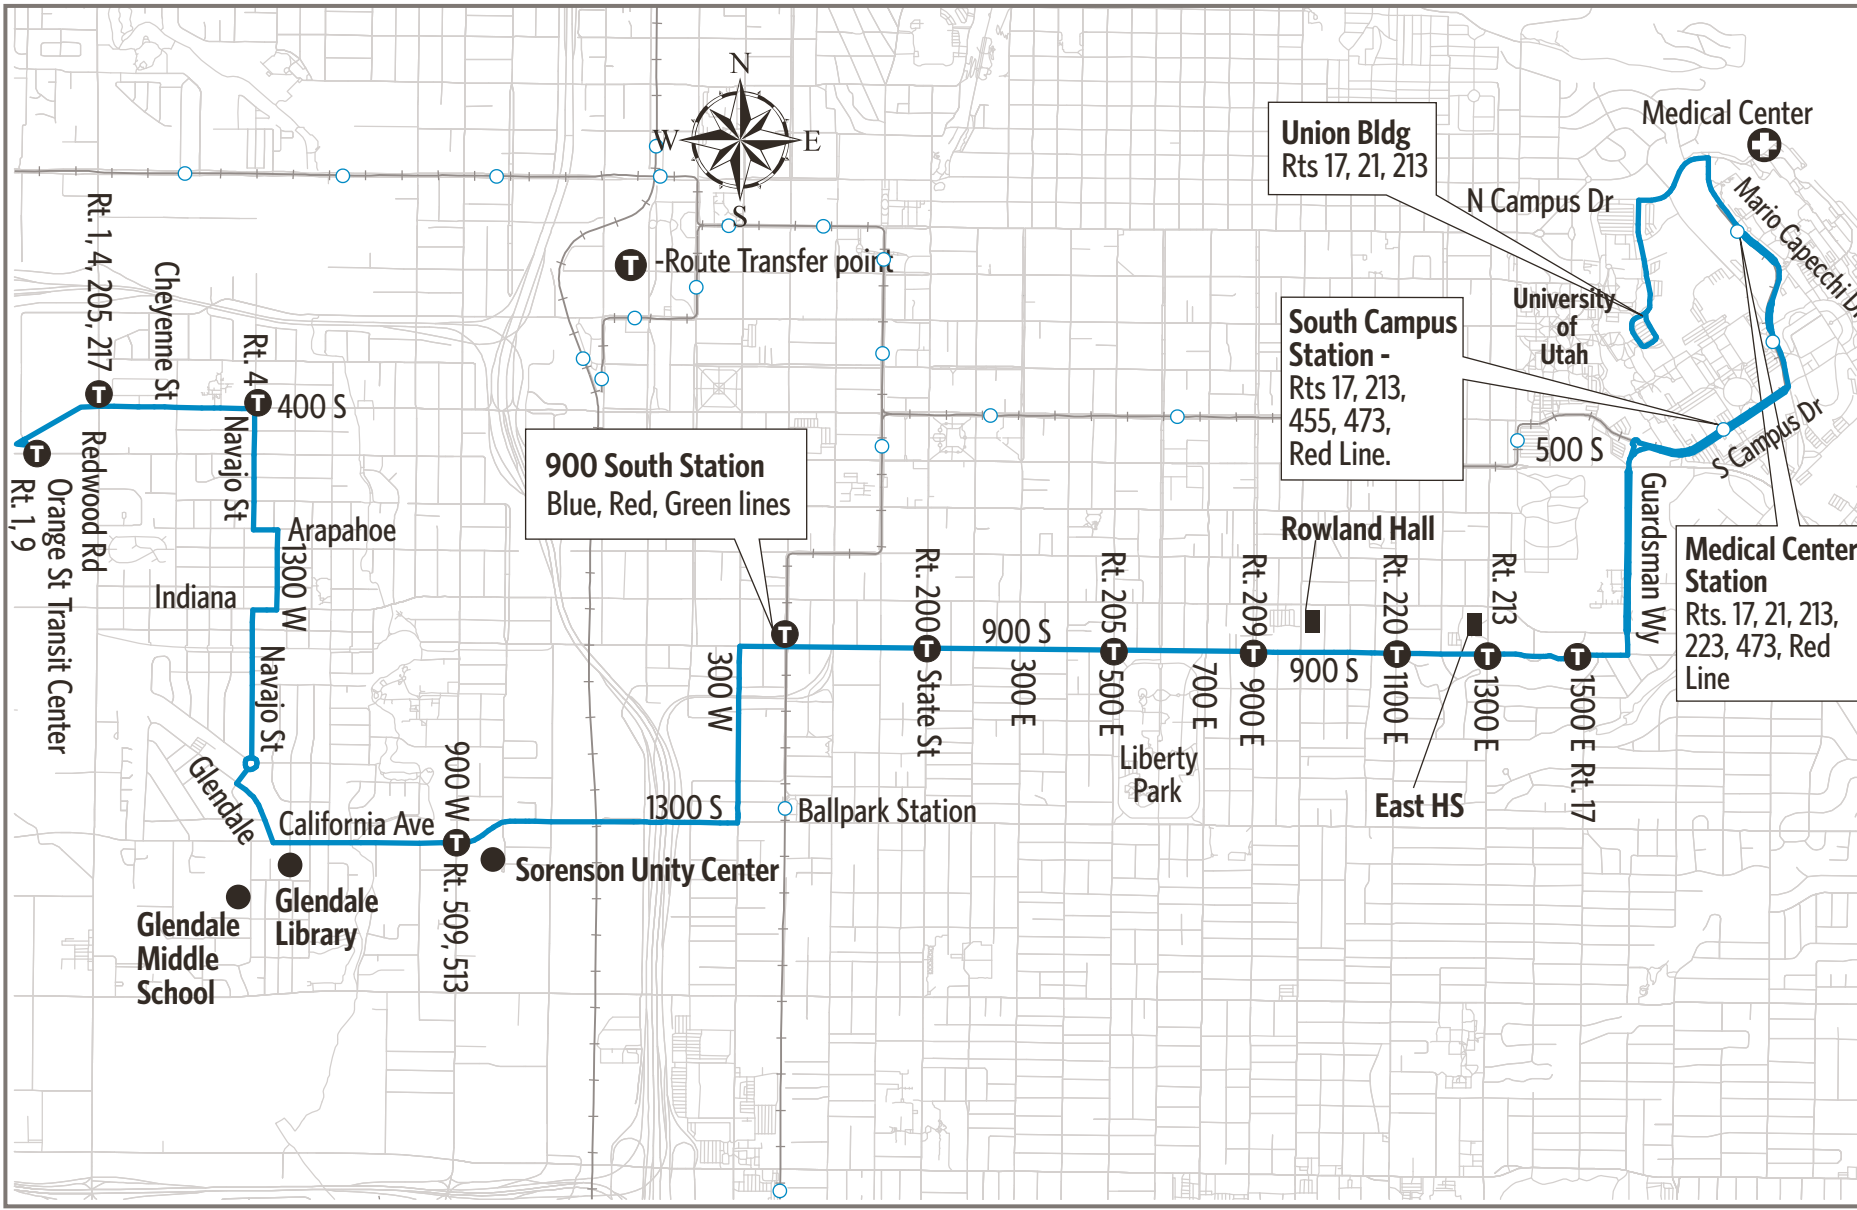 N
W
E
S
-Route Transfer point
Union Bldg
Rts 17, 21, 213
Medical Center
N Campus Dr
Mario Capecchi Dr
University
of
Utah
South Campus
Station -
Rts 17, 213,
455, 473,
Red Line.
S Campus Dr
500 S
Guardsman Wy
Medical Center
Station
Rts. 17, 21, 213,
223, 473, Red
Line
Rt. 1, 4, 205, 217
Cheyenne St
Rt. 4
T
T
400 S
T
Redwood Rd
Orange St Transit Center
Rt. 1, 9
Navajo St
Arapahoe
1300 W
Indiana
Navajo St
Glendale
California Ave
900 W
T
Rt. 509, 513
Glendale
Library
Glendale
Middle
School
Sorenson Unity Center
1300 S
300 W
900 South Station
Blue, Red, Green lines
T
T
Ballpark Station
Rt. 200
T
State St
900 S
300 E
Rt. 205
T
500 E
Liberty
Park
700 E
Rt. 209
T
900 E
Rowland Hall
900 S
Rt. 220
T
1100 E
East HS
Rt. 213
T
1300 E
T
1500 E Rt. 17